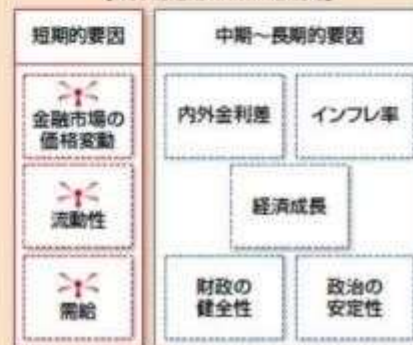 短期的要因
金融市場の
価格変動
流動性
需給
中期〜長期的要因
内外金利差
インフレ率
経済成長
財政の
健全性
政治の
安定性